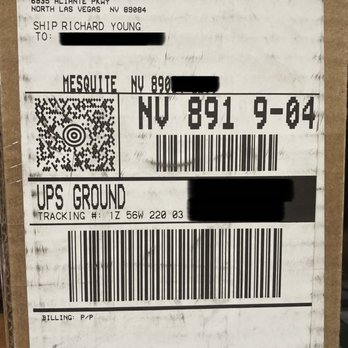 6935 ALIANTE PKWY
NORTH LAS VEGAS NV 89084
SHIP RICHARD YOUNG
TO:
MESQUITE NV 890
NV 891 9-04
UPS GROUND
TRACKING #: 1Z 56W 220 03
BILLING: P/P